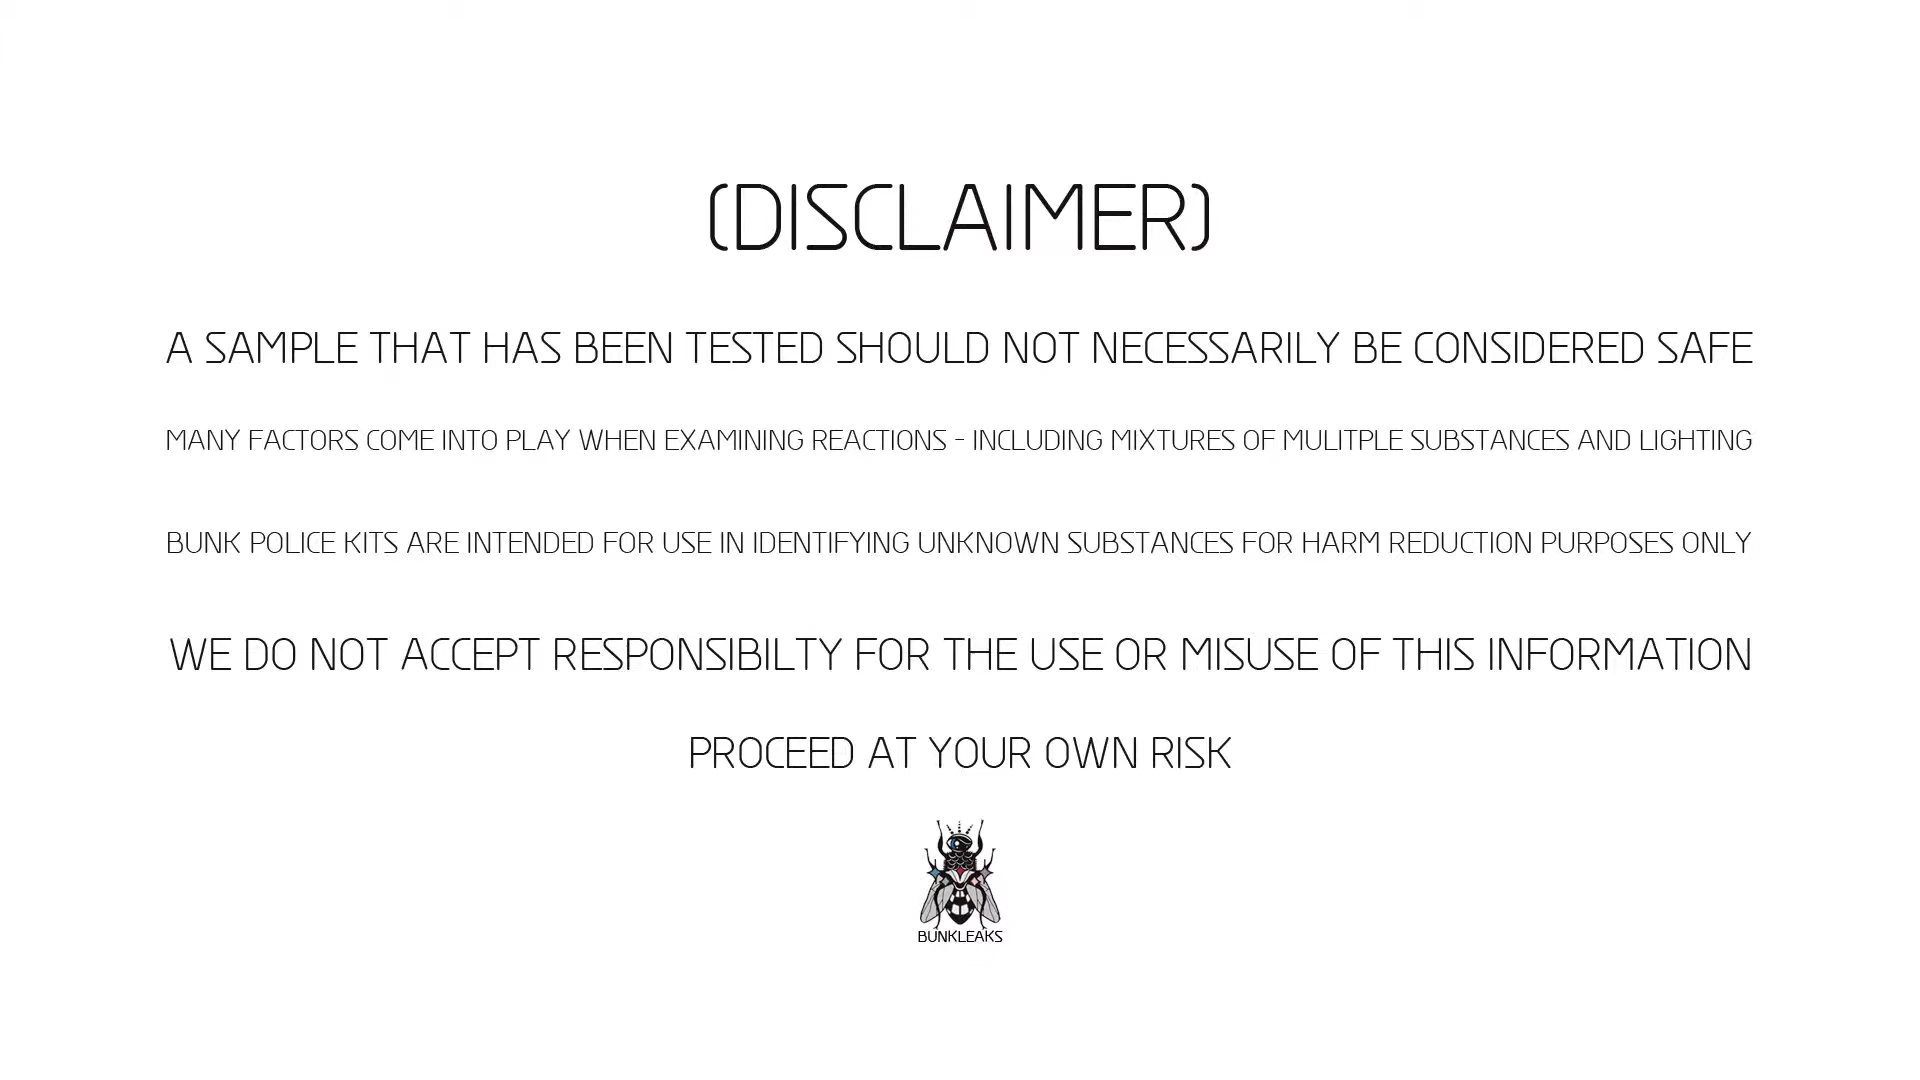 (DISCLAIMER)
A SAMPLE THAT HAS BEEN TESTED SHOULD NOT NECESSARILY BE CONSIDERED SAFE
MANY FACTORS COME INTO PLAY WHEN EXAMINING REACTIONS - INCLUDING MIXTURES OF MULITPLE SUBSTANCES AND LIGHTING
BUNK POLICE KITS ARE INTENDED FOR USE IN IDENTIFYING UNKNOWN SUBSTANCES FOR HARM REDUCTION PURPOSES ONLY
WE DO NOT ACCEPT RESPONSIBILTY FOR THE USE OR MISUSE OF THIS INFORMATION
PROCEED AT YOUR OWN RISK
BUNKLEAKS